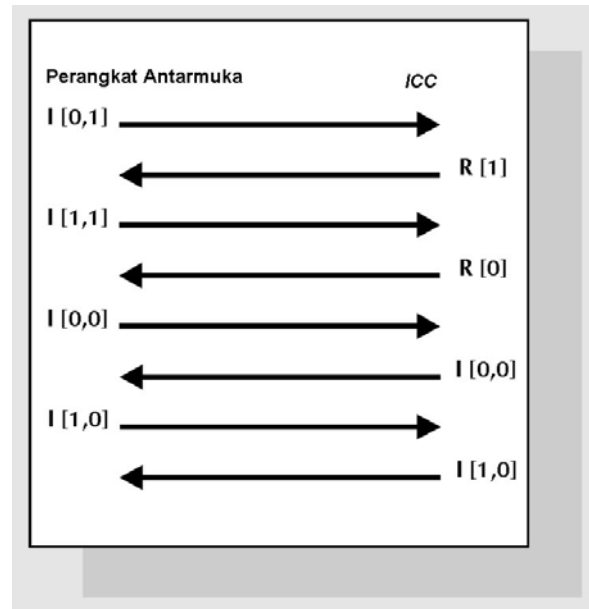 Perangkat Antarmuka ICC
I [0,1]
R [1]
I [1,1]
R [0]
I [0,0]
I [0,0]
I [1,0]
I [1,0]